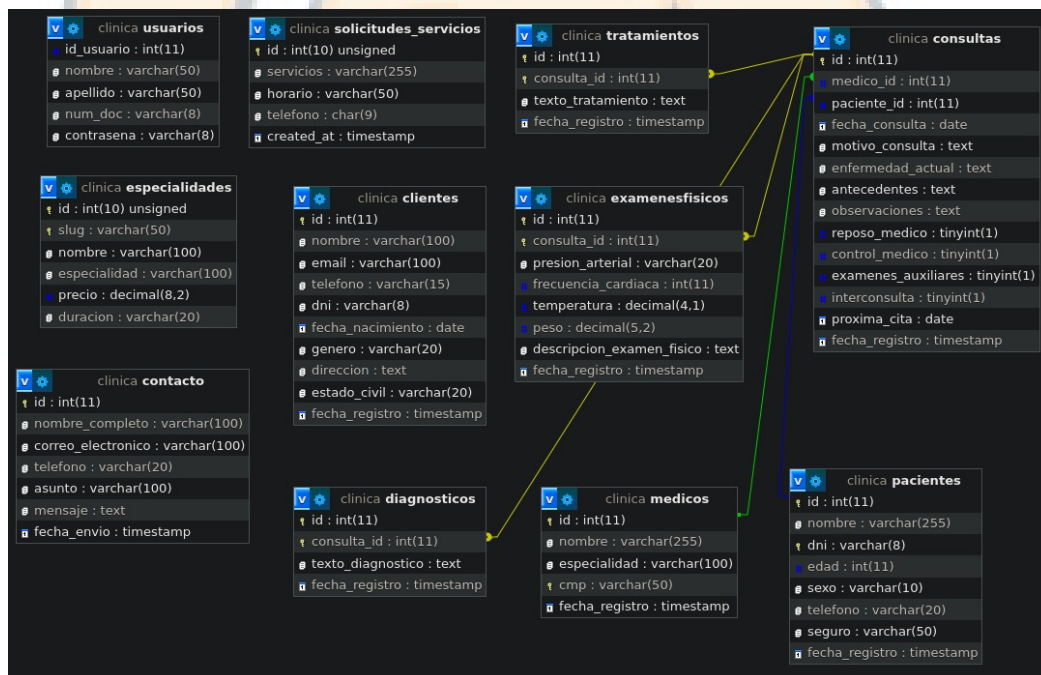 v clinica usuarios
id_usuario : int(11)
nombre : varchar(50)
apellido : varchar(50)
num_doc : varchar(8)
contrasena : varchar(8)
v clinica solicitudes_servicios
id : int(10) unsigned
servicios : varchar(255)
horario : varchar(50)
telefono : char(9)
created_at : timestamp
v clinica tratamientos
id : int(11)
consulta_id : int(11)
texto_tratamiento : text
fecha_registro : timestamp
v clinica consultas
id : int(11)
medico_id : int(11)
paciente_id : int(11)
fecha_consulta : date
motivo_consulta : text
enfermedad_actual : text
antecedentes : text
observaciones : text
reposo_medico : tinyint(1)
control_medico : tinyint(1)
examenes_auxiliares : tinyint(1)
interconsulta : tinyint(1)
proxima_cita : date
fecha_registro : timestamp
v clinica especialidades
id : int(10) unsigned
slug : varchar(50)
nombre : varchar(100)
especialidad : varchar(100)
precio : decimal(8,2)
duracion : varchar(20)
v clinica clientes
id : int(11)
nombre : varchar(100)
email : varchar(100)
telefono : varchar(15)
dni : varchar(8)
fecha_nacimiento : date
genero : varchar(20)
direccion : text
estado_civil : varchar(20)
fecha_registro : timestamp
v clinica examenesfisicos
id : int(11)
consulta_id : int(11)
presion_arterial : varchar(20)
frecuencia_cardiaca : int(11)
temperatura : decimal(4,1)
peso : decimal(5,2)
descripcion_examen_fisico : text
fecha_registro : timestamp
v clinica contacto
id : int(11)
nombre_completo : varchar(100)
correo_electronico : varchar(100)
telefono : varchar(20)
asunto : varchar(100)
mensaje : text
fecha_envio : timestamp
v clinica diagnosticos
id : int(11)
consulta_id : int(11)
texto_diagnostico : text
fecha_registro : timestamp
v clinica medicos
id : int(11)
nombre : varchar(255)
especialidad : varchar(100)
cmp : varchar(50)
fecha_registro : timestamp
v clinica pacientes
id : int(11)
nombre : varchar(255)
dni : varchar(8)
edad : int(11)
sexo : varchar(10)
telefono : varchar(20)
seguro : varchar(50)
fecha_registro : timestamp